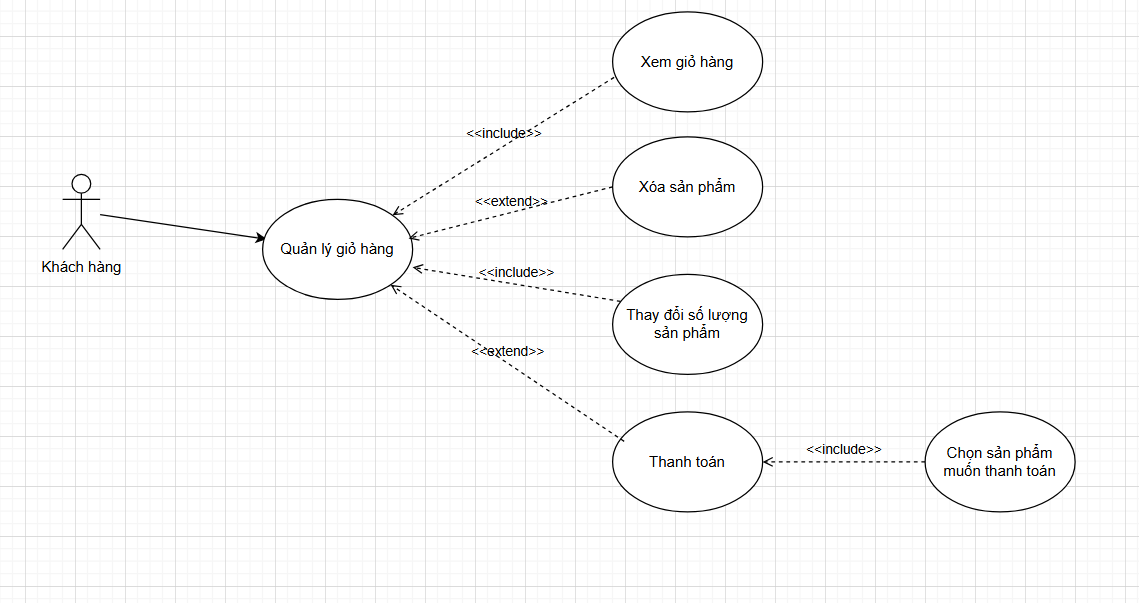 Xem giỏ hàng
<<include>>
Xóa sản phẩm
<<extend>>
Quản lý giỏ hàng
Khách hàng
<<include>>
Thay đổi số lượng
sản phẩm
<<extend>>
Thanh toán
<<include>>
Chọn sản phẩm
muốn thanh toán